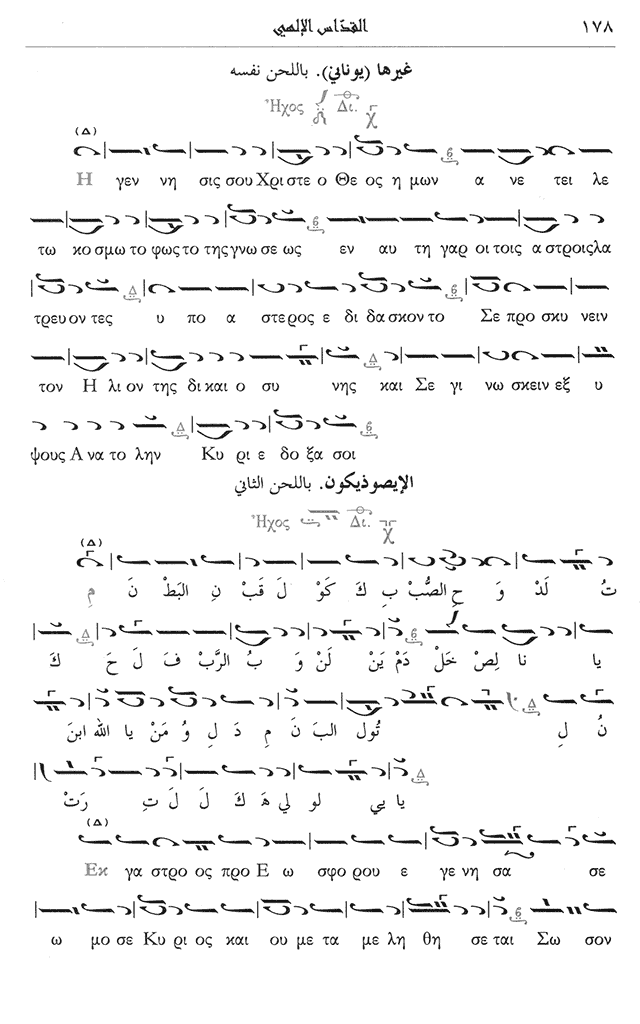 ١٧٨
القدّاس الإلهي
غيرها (يوناني). باللحن نفسه
Ἦχος Δι.
(Δ)
Η γεν νη σις σου Χρι στε ο Θε ος η μων α νε τει λε
τω κο σμω το φως το της γνω σε ως εν αυ τη γαρ οι τοις α στροις λα
τρευ ον τες υ πο α στερος ε δι δα σκον το Σε προ σκυ νειν
τον Η λι ον της δι και ο συ νης και Σε γι νω σκειν εξ υ
ψους Α να το λην Κυ ρι ε δο ξα σοι
الإيصوذيكون. باللحن الثاني
Ἦχος Δι.
(Δ)
مِ نَ البَطْ نِ قَبْ لَ كَوْ كَ بِ الصُّبْ حِ وَ لَدْ تُ
كَ حَ لَ فَ الرَّبْ بُ وَ لَنْ يَنْ دَمْ خَلْ لِصْ نا يا
ابنَ الله يا مَنْ وُ لِ دَ مِ نَ البَ تُول لِ نُ
رَتْ تِ لَ لَ كَ هَ لي لو يي يا
(Δ)
Εκ γα στρο ος προ Ε ω σφο ρου ε γε νη σα σε
ω μο σε Κυ ρι ος και ου με τα με λη θη σε ται Σω σον